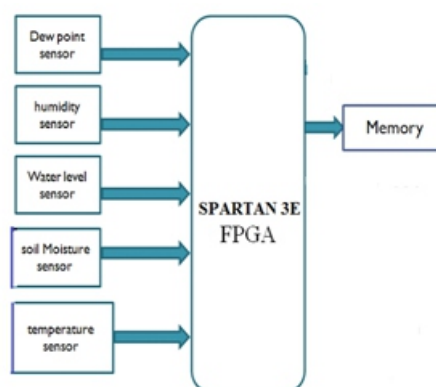 Dew point
sensor
humidity
sensor
Water level
sensor
soil Moisture
sensor
temperature
sensor
SPARTAN 3E
FPGA
Memory